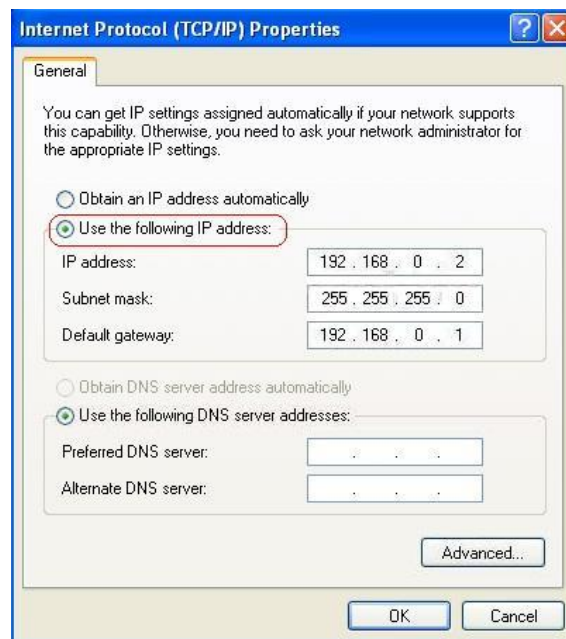 Internet Protocol (TCP/IP) Properties
General
You can get IP settings assigned automatically if your network supports
this capability. Otherwise, you need to ask your network administrator for
the appropriate IP settings.
Obtain an IP address automatically
Use the following IP address:
IP address: 192 . 168 . 0 . 2
Subnet mask: 255 . 255 . 255 . 0
Default gateway: 192 . 168 . 0 . 1
Obtain DNS server address automatically
Use the following DNS server addresses:
Preferred DNS server: . . .
Alternate DNS server: . . .
Advanced...
OK Cancel